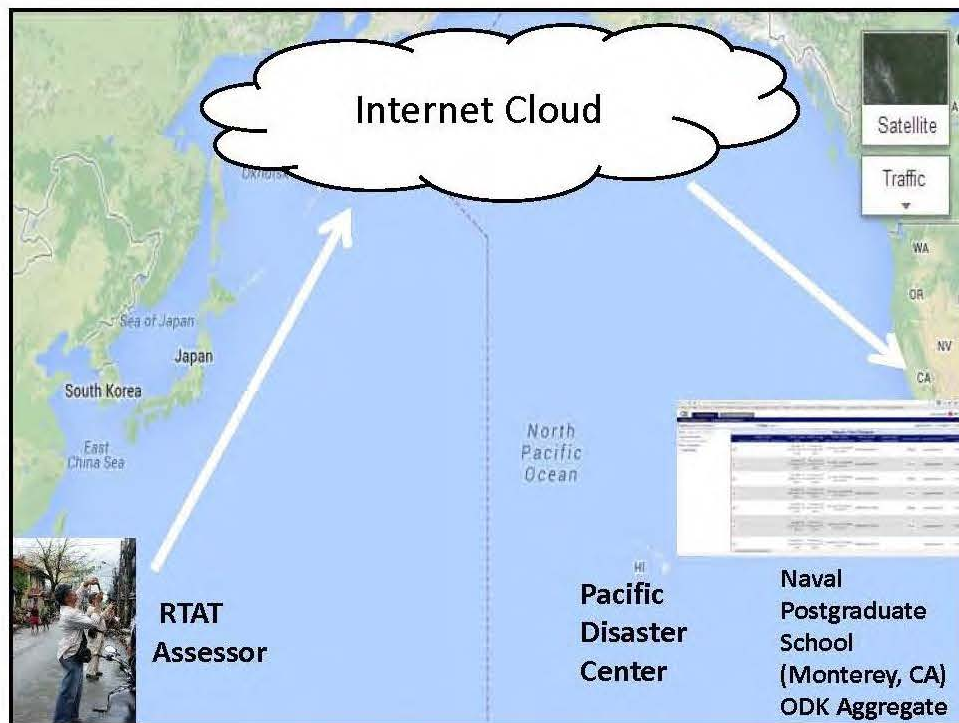 Internet Cloud
Satellite
Traffic
WA
OR
NV
CA
Sea of Japan
Japan
South Korea
East
China Sea
North
Pacific
Ocean
HI
RTAT
Assessor
Pacific
Disaster
Center
Naval
Postgraduate
School
(Monterey, CA)
ODK Aggregate